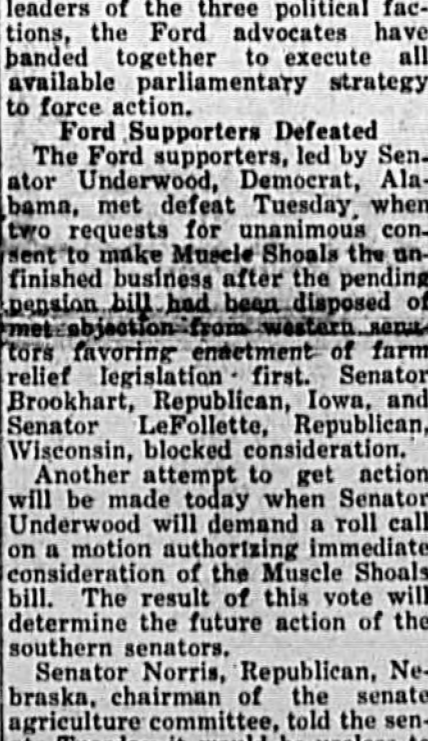 leaders of the three political fac-
tions, the Ford advocates have
banded together to execute all
available parliamentary strategy
to force action.
Ford Supporters Defeated
The Ford supporters, led by Sen-
ator Underwood, Democrat, Ala-
bama, met defeat Tuesday when
two requests for unanimous con-
sent to make Muscle Shoals the un-
finished business after the pending
pension bill had been disposed of
met objection from western sena-
tors favoring enactment of farm
relief legislation first. Senator
Brookhart, Republican, Iowa, and
Senator LeFollette, Republican,
Wisconsin, blocked consideration.
Another attempt to get action
will be made today when Senator
Underwood will demand a roll call
on a motion authorizing immediate
consideration of the Muscle Shoals
bill. The result of this vote will
determine the future action of the
southern senators.
Senator Norris, Republican, Ne-
braska, chairman of the senate
agriculture committee, told the sen-